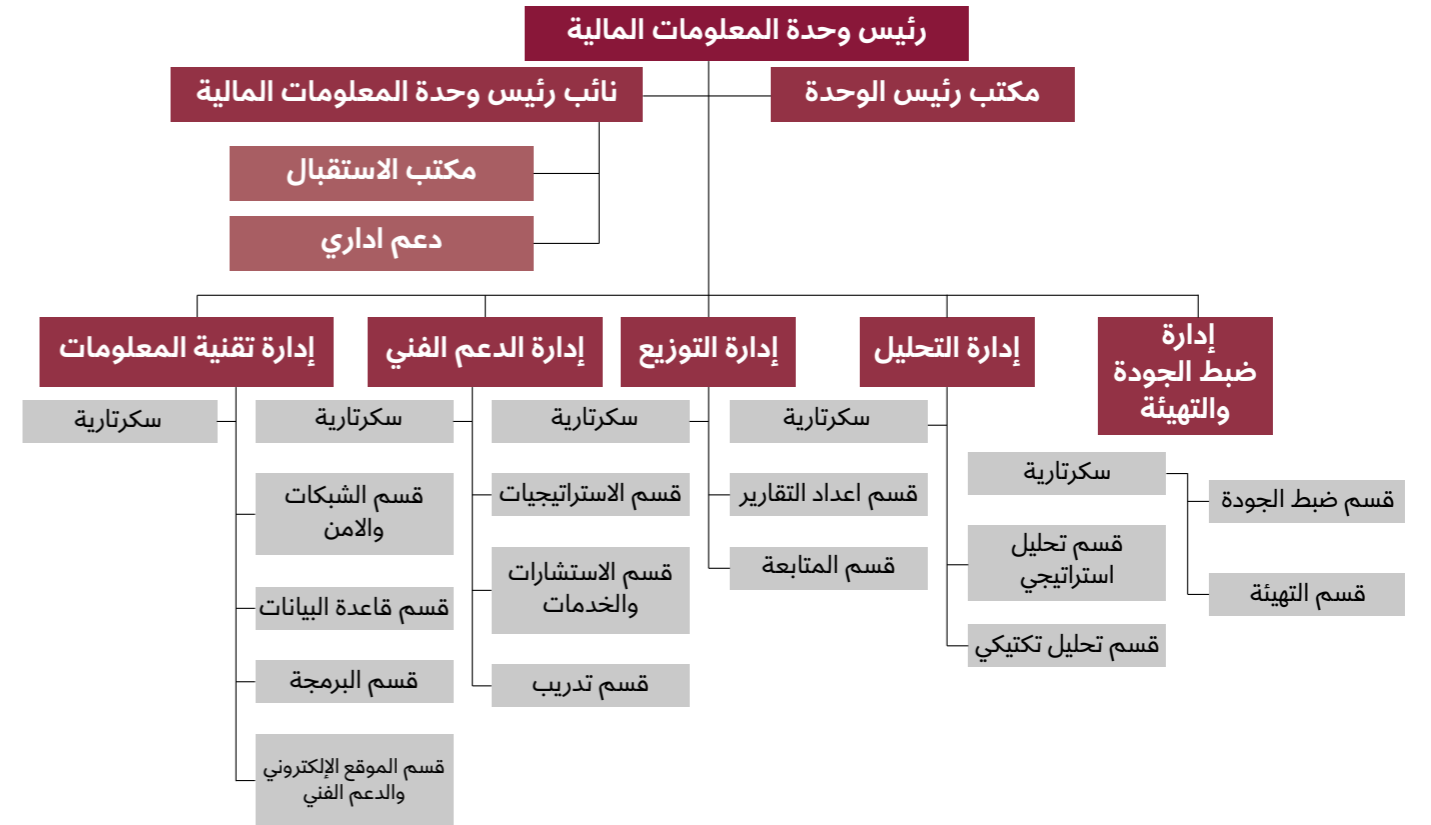 رئيس وحدة المعلومات المالية
مكتب رئيس الوحدة
نائب رئيس وحدة المعلومات المالية
مكتب الاستقبال
دعم اداري
إدارة
ضبط الجودة
والتهيئة
إدارة التحليل
إدارة التوزيع
إدارة الدعم الفني
إدارة تقنية المعلومات
سكرتارية
قسم ضبط الجودة
قسم التهيئة
سكرتارية
قسم تحليل
استراتيجي
قسم تحليل تكتيكي
سكرتارية
قسم اعداد التقارير
قسم المتابعة
سكرتارية
قسم الاستراتيجيات
قسم الاستشارات
والخدمات
قسم تدريب
سكرتارية
قسم الشبكات
والامن
قسم قاعدة البيانات
قسم البرمجة
قسم الموقع الإلكتروني
والدعم الفني